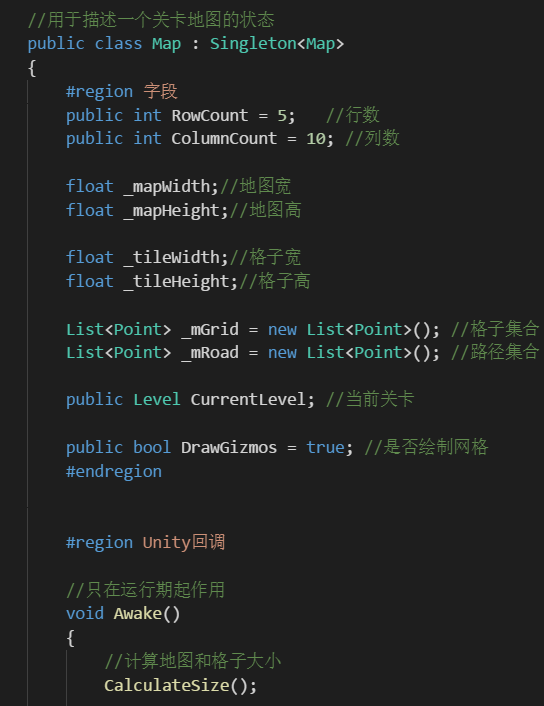 //用于描述一个关卡地图的状态
public class Map : Singleton<Map>
{
#region 字段
public int RowCount = 5;   //行数
public int ColumnCount = 10; //列数
float _mapWidth;//地图宽
float _mapHeight;//地图高
float _tileWidth;//格子宽
float _tileHeight;//格子高
List<Point> _mGrid = new List<Point>(); //格子集合
List<Point> _mRoad = new List<Point>(); //路径集合
public Level CurrentLevel; //当前关卡
public bool DrawGizmos = true; //是否绘制网格
#endregion
#region Unity回调
//只在运行期起作用
void Awake()
{
//计算地图和格子大小
CalculateSize();